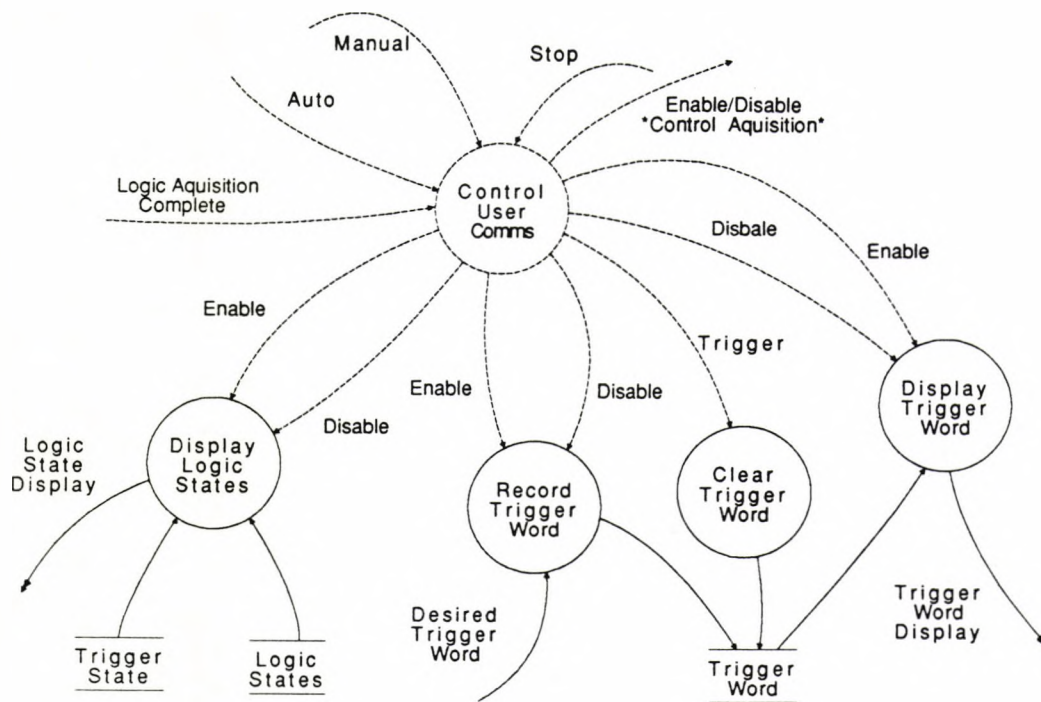 Manual
Stop
Auto
Enable/Disable
*Control Aquisition*
Logic Aquisition
Complete
Control
User
Comms
Disbale
Enable
Enable
Trigger
Enable
Disable
Disable
Display
Trigger
Word
Logic
State
Display
Display
Logic
States
Record
Trigger
Word
Clear
Trigger
Word
Desired
Trigger
Word
Trigger
Word
Display
Trigger
State
Logic
States
Trigger
Word